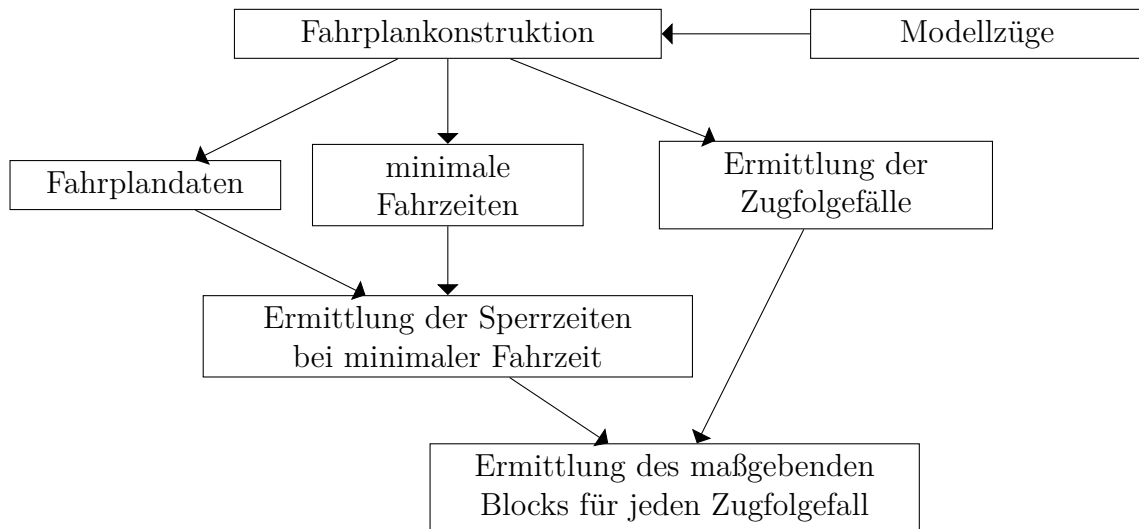 Fahrplankonstruktion
Modellzüge
Fahrplandaten
minimale
Fahrzeiten
Ermittlung der
Zugfolgefälle
Ermittlung der Sperrzeiten
bei minimaler Fahrzeit
Ermittlung des maßgebenden
Blocks für jeden Zugfolgefall